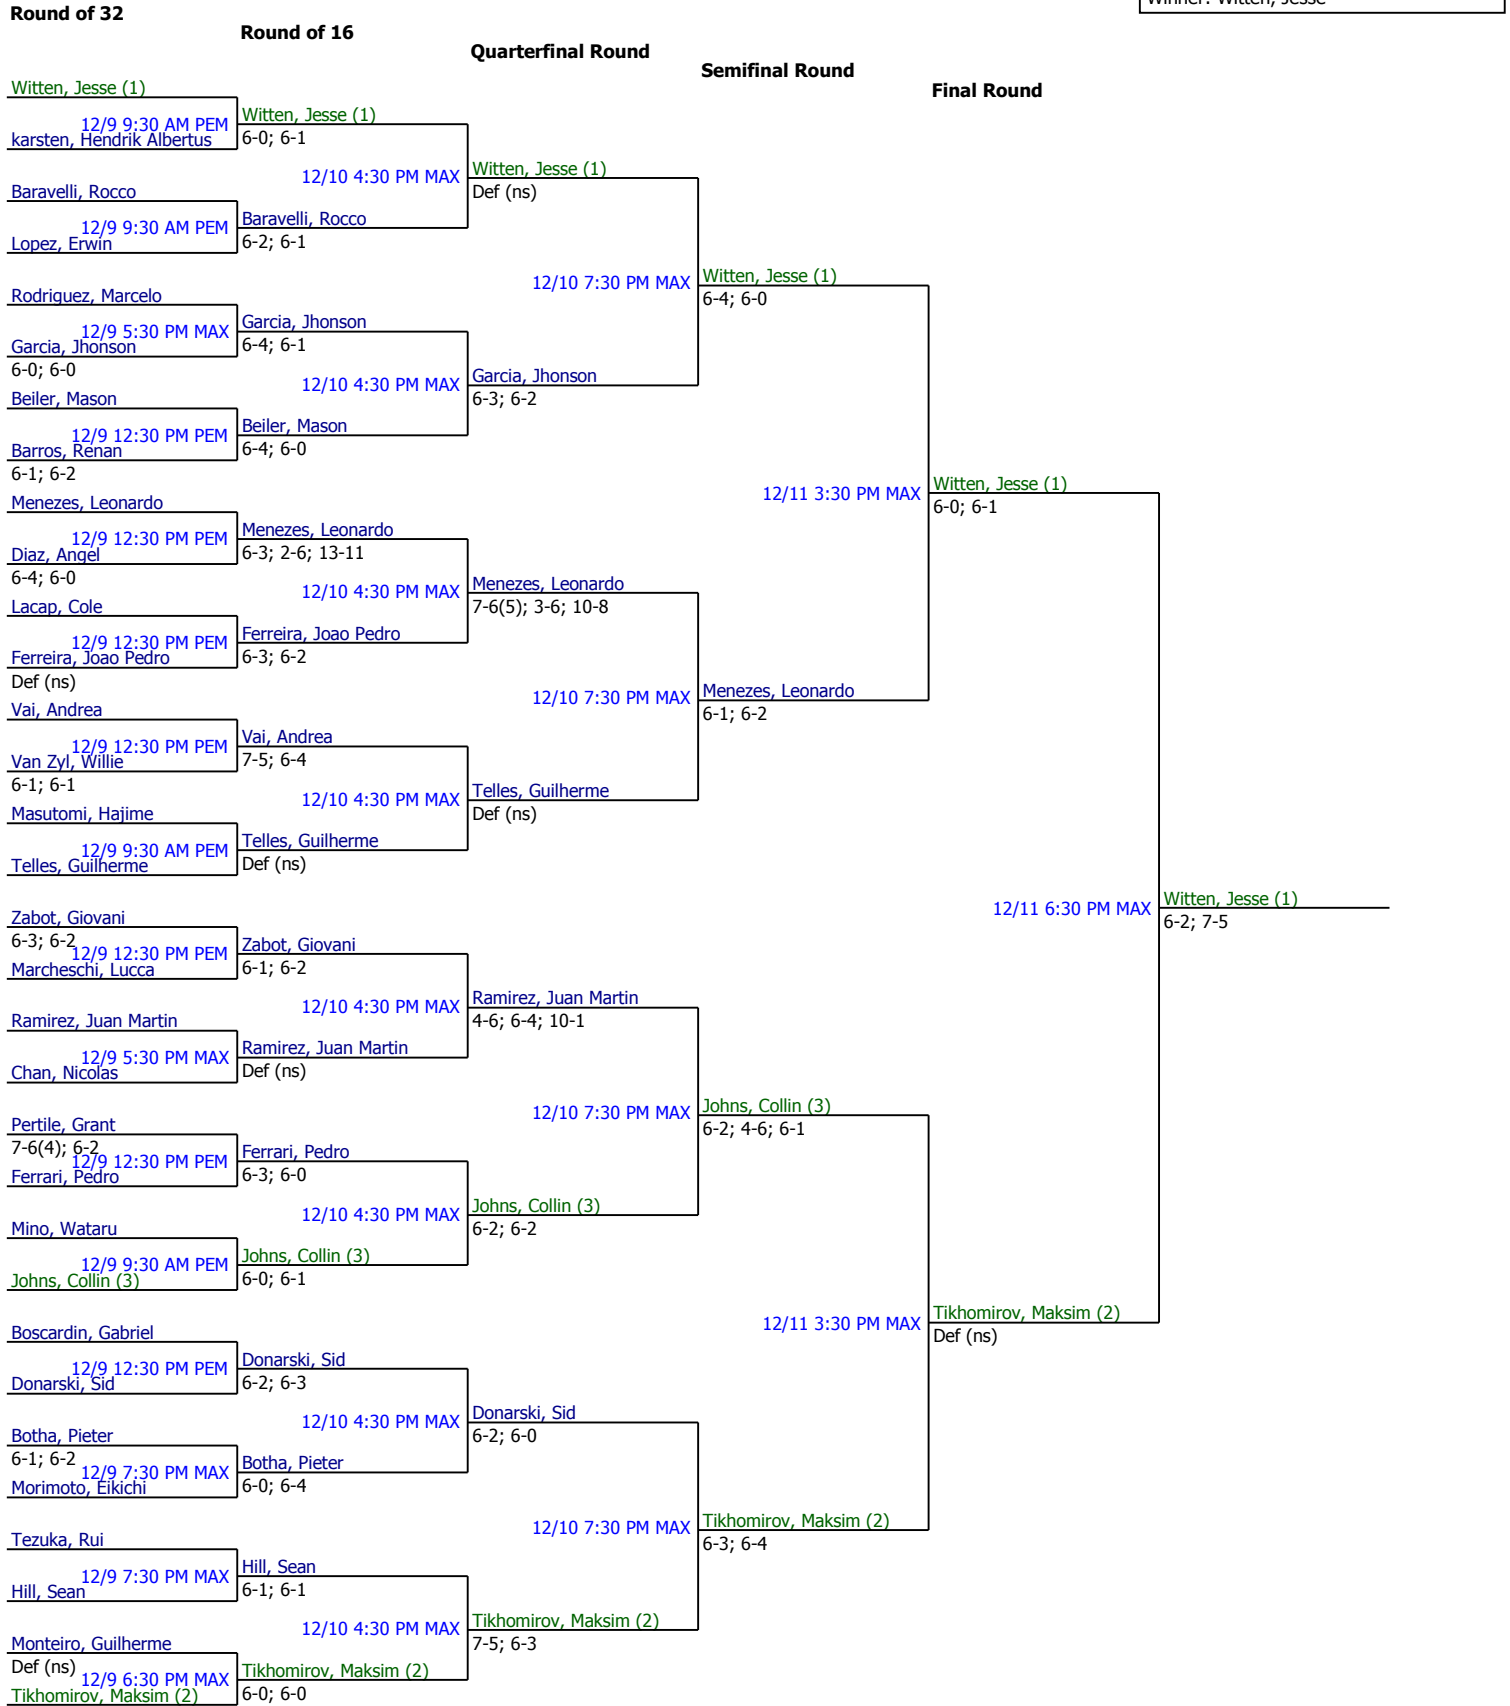 Winner: Witten, Jesse
Round of 32
Round of 16
Quarterfinal Round
Semifinal Round
Final Round
Witten, Jesse (1)
12/9 9:30 AM PEM
karsten, Hendrik Albertus
Witten, Jesse (1)
6-0; 6-1
12/10 4:30 PM MAX
Witten, Jesse (1)
Def (ns)
Baravelli, Rocco
12/9 9:30 AM PEM
Lopez, Erwin
Baravelli, Rocco
6-2; 6-1
12/10 7:30 PM MAX
Witten, Jesse (1)
6-4; 6-0
Rodriguez, Marcelo
12/9 5:30 PM MAX
Garcia, Jhonson
6-0; 6-0
Garcia, Jhonson
6-4; 6-1
12/10 4:30 PM MAX
Garcia, Jhonson
6-3; 6-2
Beiler, Mason
12/9 12:30 PM PEM
Barros, Renan
6-1; 6-2
Beiler, Mason
6-4; 6-0
12/11 3:30 PM MAX
Witten, Jesse (1)
6-0; 6-1
Menezes, Leonardo
12/9 12:30 PM PEM
Diaz, Angel
6-4; 6-0
Menezes, Leonardo
6-3; 2-6; 13-11
12/10 4:30 PM MAX
Menezes, Leonardo
7-6(5); 3-6; 10-8
Lacap, Cole
12/9 12:30 PM PEM
Ferreira, Joao Pedro
Def (ns)
Ferreira, Joao Pedro
6-3; 6-2
12/10 7:30 PM MAX
Menezes, Leonardo
6-1; 6-2
Vai, Andrea
12/9 12:30 PM PEM
Van Zyl, Willie
6-1; 6-1
Vai, Andrea
7-5; 6-4
12/10 4:30 PM MAX
Telles, Guilherme
Def (ns)
Masutomi, Hajime
12/9 9:30 AM PEM
Telles, Guilherme
Telles, Guilherme
Def (ns)
12/11 6:30 PM MAX
Witten, Jesse (1)
6-2; 7-5
Zabot, Giovani
6-3; 6-2
12/9 12:30 PM PEM
Marcheschi, Lucca
Zabot, Giovani
6-1; 6-2
12/10 4:30 PM MAX
Ramirez, Juan Martin
4-6; 6-4; 10-1
Ramirez, Juan Martin
12/9 5:30 PM MAX
Chan, Nicolas
Ramirez, Juan Martin
Def (ns)
12/10 7:30 PM MAX
Johns, Collin (3)
6-2; 4-6; 6-1
Pertile, Grant
7-6(4); 6-2
12/9 12:30 PM PEM
Ferrari, Pedro
Ferrari, Pedro
6-3; 6-0
12/10 4:30 PM MAX
Johns, Collin (3)
6-2; 6-2
Mino, Wataru
12/9 9:30 AM PEM
Johns, Collin (3)
Johns, Collin (3)
6-0; 6-1
12/11 3:30 PM MAX
Tikhomirov, Maksim (2)
Def (ns)
Boscardin, Gabriel
12/9 12:30 PM PEM
Donarski, Sid
Donarski, Sid
6-2; 6-3
12/10 4:30 PM MAX
Donarski, Sid
6-2; 6-0
Botha, Pieter
6-1; 6-2
12/9 7:30 PM MAX
Morimoto, Eikichi
Botha, Pieter
6-0; 6-4
12/10 7:30 PM MAX
Tikhomirov, Maksim (2)
6-3; 6-4
Tezuka, Rui
12/9 7:30 PM MAX
Hill, Sean
Hill, Sean
6-1; 6-1
12/10 4:30 PM MAX
Tikhomirov, Maksim (2)
7-5; 6-3
Monteiro, Guilherme
Def (ns)
12/9 6:30 PM MAX
Tikhomirov, Maksim (2)
Tikhomirov, Maksim (2)
6-0; 6-0